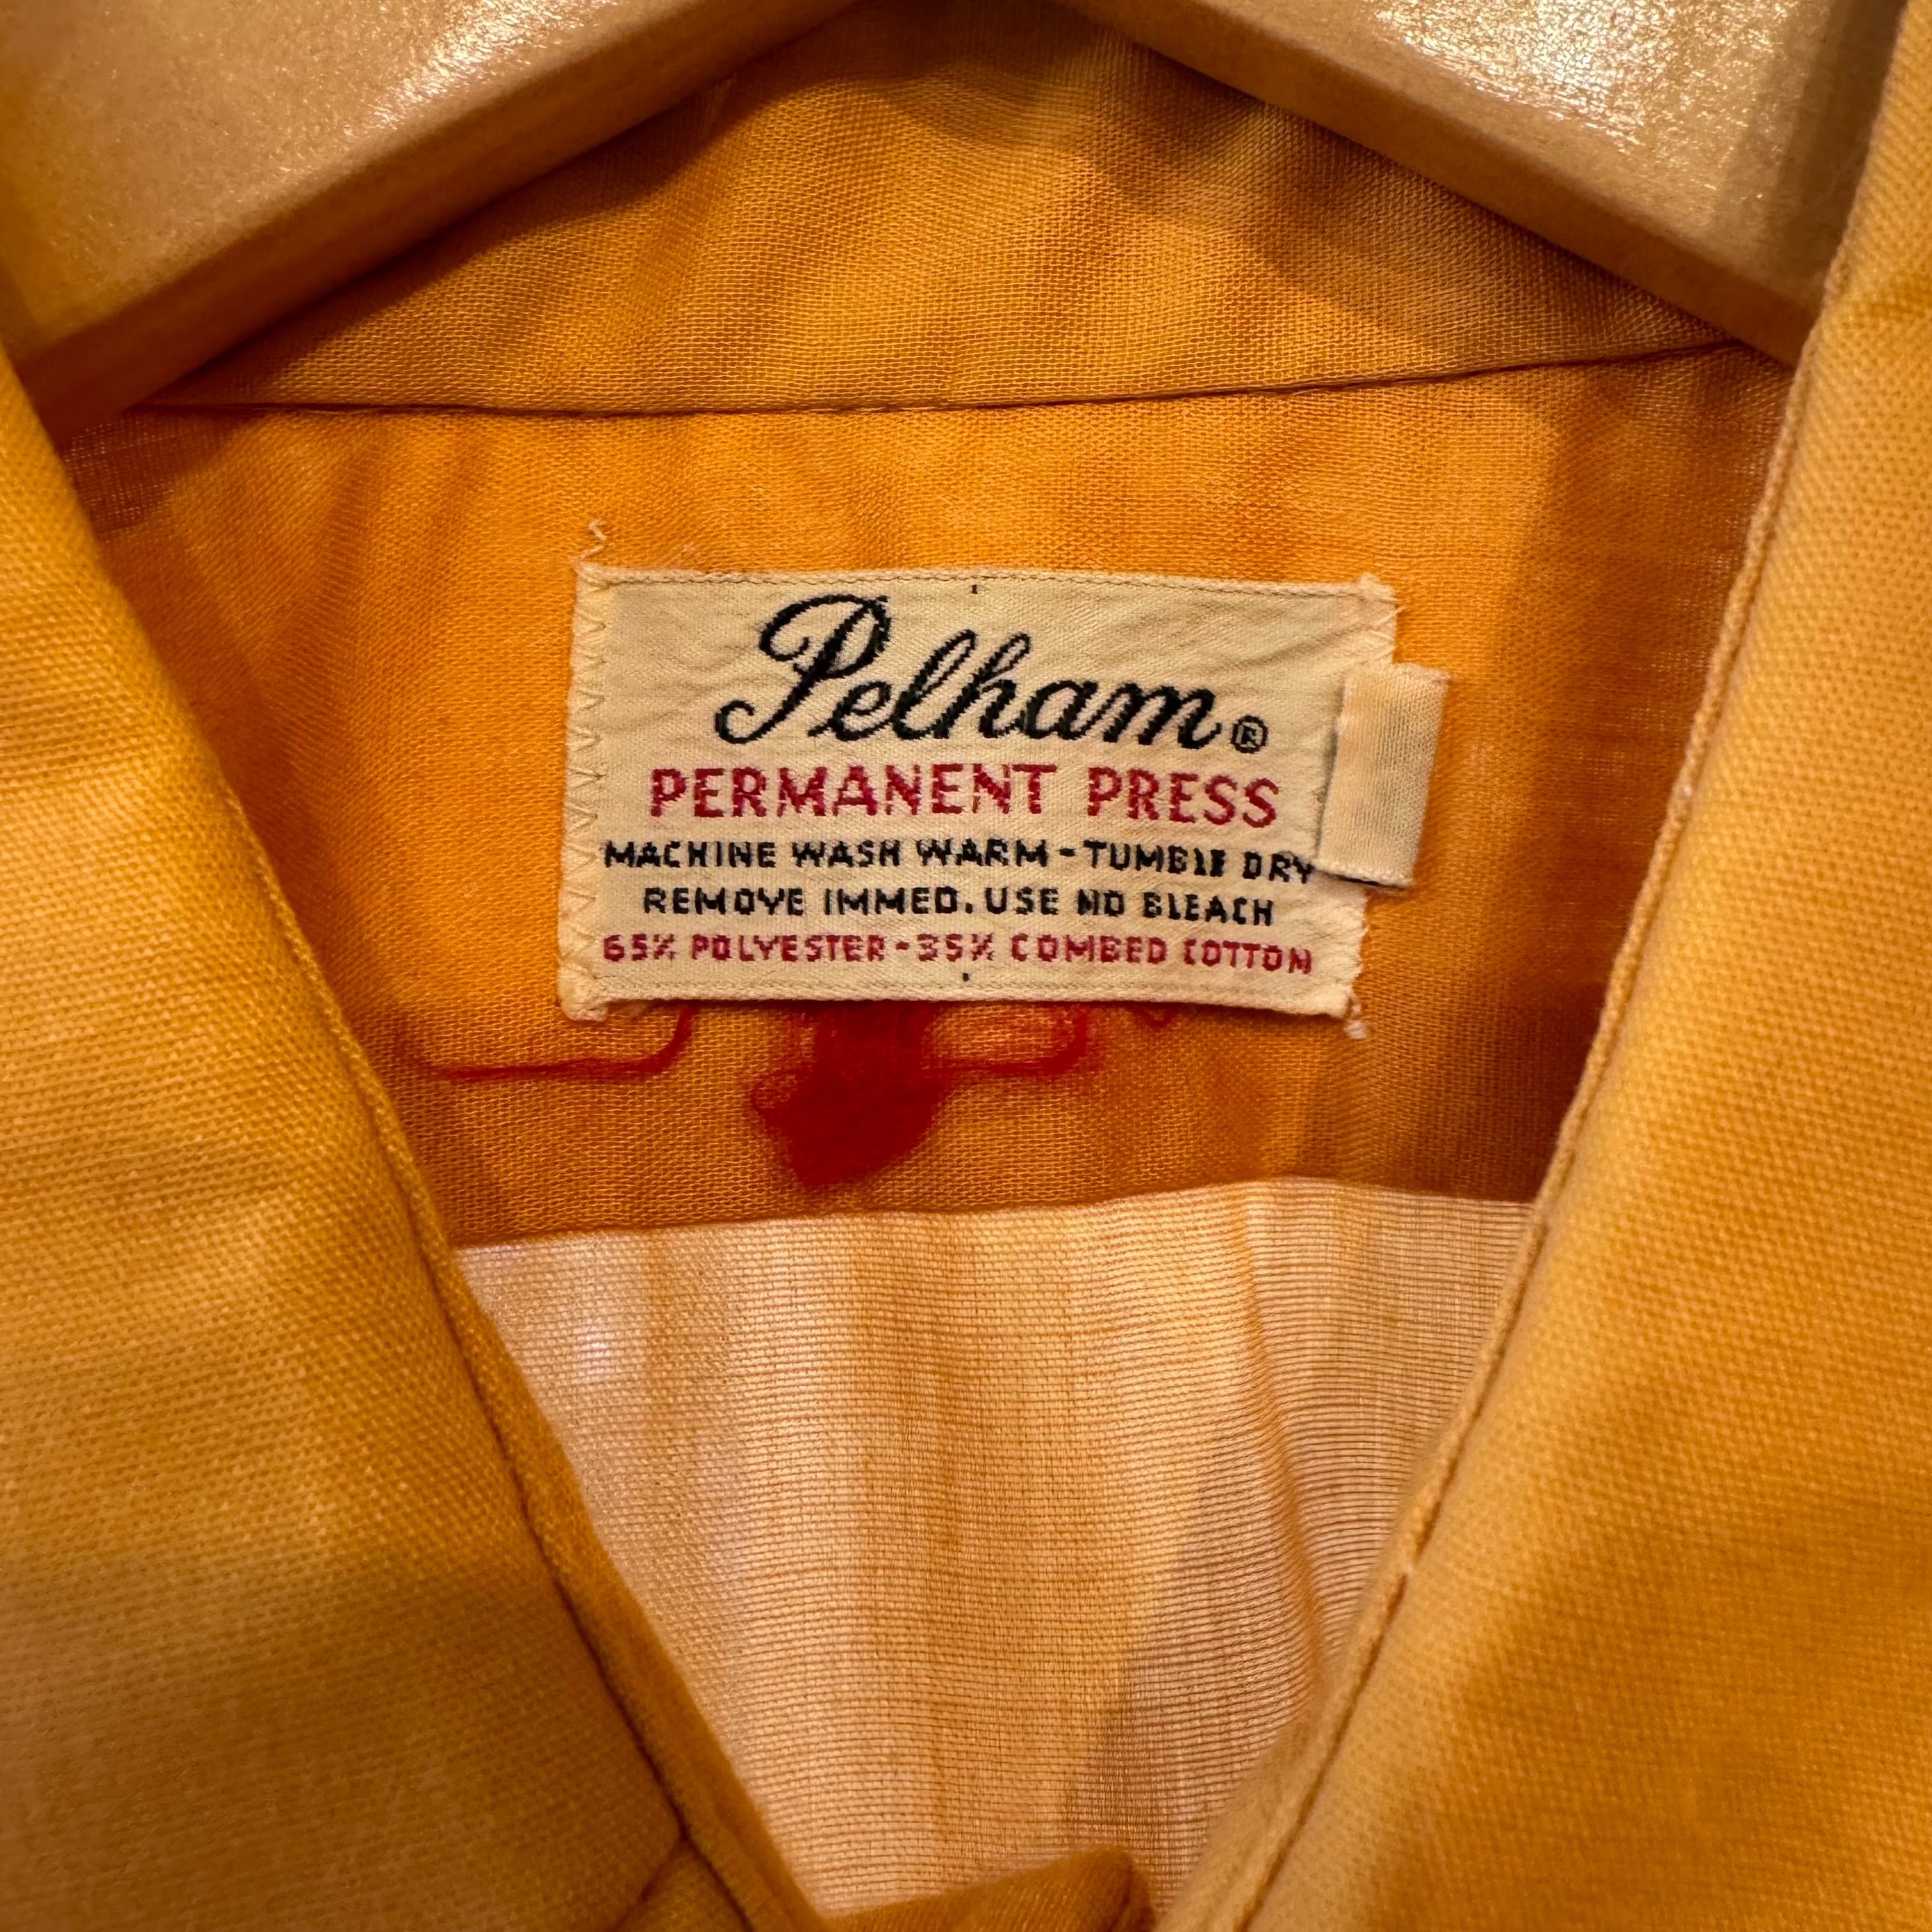 Pelham®
PERMANENT PRESS
MACHINE WASH WARM-TUMBLE DRY
REMOVE IMMED. USE NO BLEACH
65% POLYESTER-35% COMBED COTTON